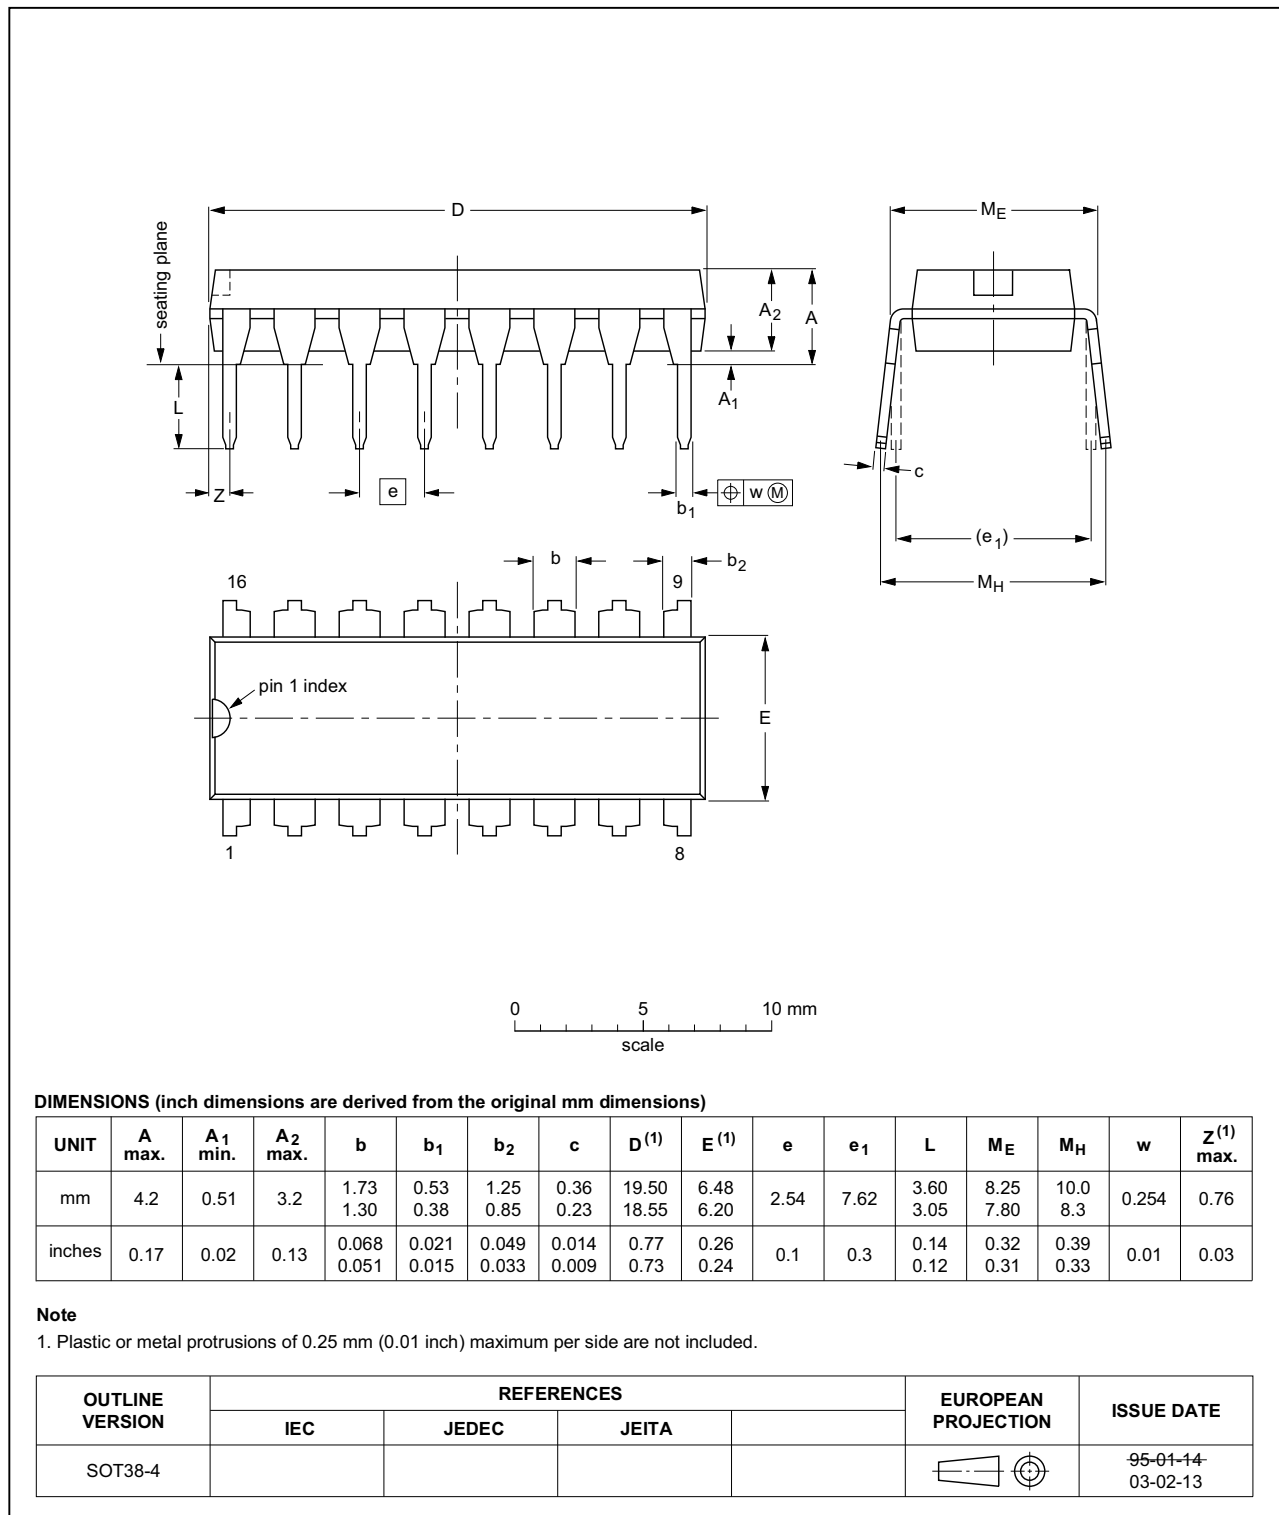 D
ME
seating plane
A2
A
A1
L
c
Z
e
b1
w M
(e1)
MH
b
b2
16
9
pin 1 index
E
1
8
0 5 10 mm
scale
DIMENSIONS (inch dimensions are derived from the original mm dimensions)
UNIT A max. A1 min. A2 max. b b1 b2 c D(1) E(1) e e1 L ME MH w Z(1) max.
mm 4.2 0.51 3.2 1.73 1.30 0.53 0.38 1.25 0.85 0.36 0.23 19.50 18.55 6.48 6.20 2.54 7.62 3.60 3.05 8.25 7.80 10.0 8.3 0.254 0.76
inches 0.17 0.02 0.13 0.068 0.051 0.021 0.015 0.049 0.033 0.014 0.009 0.77 0.73 0.26 0.24 0.1 0.3 0.14 0.12 0.32 0.31 0.39 0.33 0.01 0.03
Note
1. Plastic or metal protrusions of 0.25 mm (0.01 inch) maximum per side are not included.
OUTLINE VERSION REFERENCES EUROPEAN PROJECTION ISSUE DATE
IEC JEDEC JEITA
SOT38-4 95-01-14
03-02-13